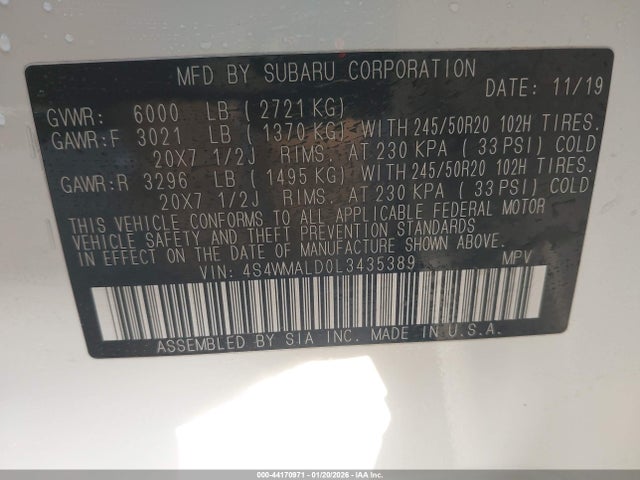 MFD BY SUBARU CORPORATION
DATE: 11/19
GVWR: 6000 LB ( 2721 KG)
GAWR:F 3021 LB ( 1370 KG). WITH 245/50R20 102H TIRES.
20X7 1/2J RIMS. AT 230 KPA ( 33 PSI) COLD
GAWR:R 3296 LB ( 1495 KG) WITH 245/50R20 102H TIRES.
20X7 1/2J RIMS. AT 230 KPA ( 33 PSI) COLD
THIS VEHICLE CONFORMS TO ALL APPLICABLE FEDERAL MOTOR
VEHICLE SAFETY AND THEFT PREVENTION STANDARDS
IN EFFECT ON THE DATE OF MANUFACTURE SHOWN ABOVE.
VIN: 4S4WMALD0L3435389 MPV
ASSEMBLED BY SIA INC. MADE IN U.S.A.
000-44170971 - 01/20/2026 - IAAI.com